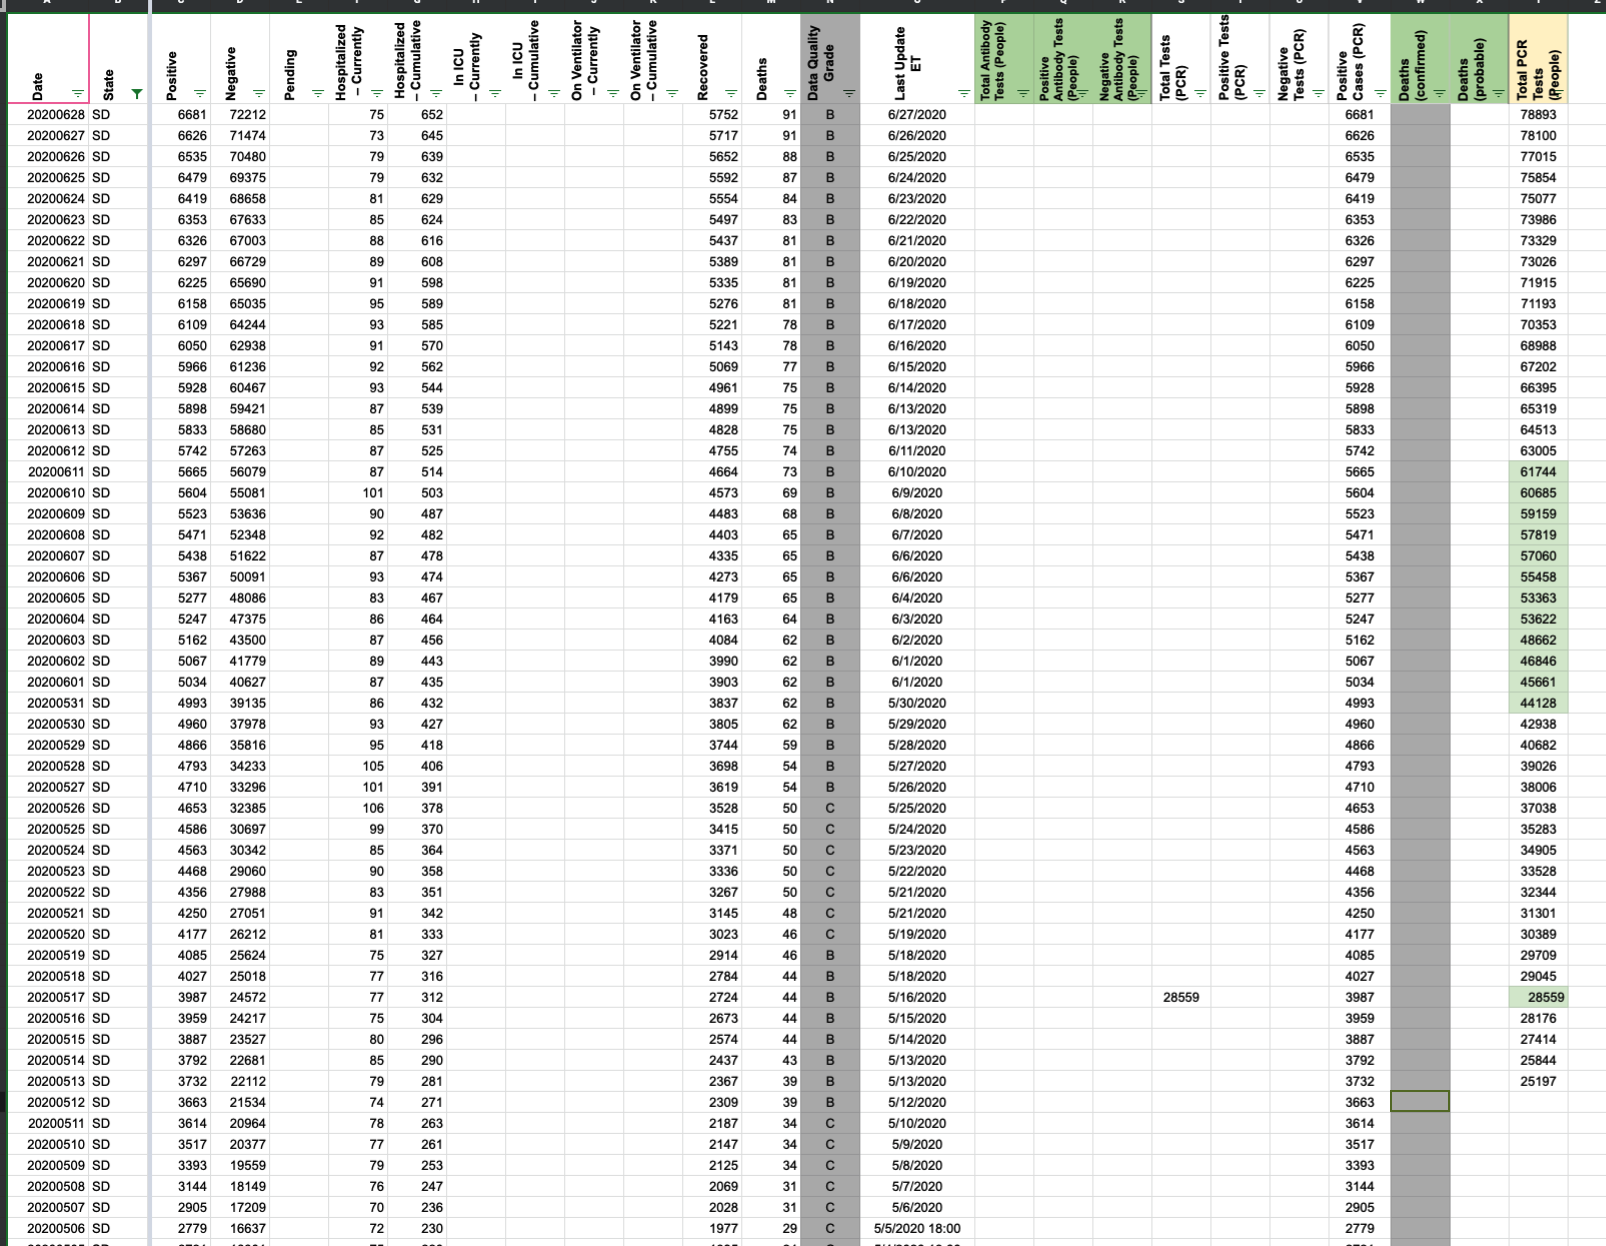 A B C D E F G H I J K L M N O P Q R S T U V W X Y Z
Date State Positive Negative Pending Hospitalized – Currently Hospitalized – Cumulative In ICU – Currently In ICU – Cumulative On Ventilator – Currently On Ventilator – Cumulative Recovered Deaths Data Quality Grade Last Update ET Total Antibody Tests (People) Positive Antibody Tests (People) Negative Antibody Tests (People) Total Tests (PCR) Positive Tests (PCR) Negative Tests (PCR) Positive Cases (PCR) Deaths (confirmed) Deaths (probable) Total PCR Tests (People)
20200628 SD 6681 72212 75 652 5752 91 B 6/27/2020 6681 78893
20200627 SD 6626 71474 73 645 5717 91 B 6/26/2020 6626 78100
20200626 SD 6535 70480 79 639 5652 88 B 6/25/2020 6535 77015
20200625 SD 6479 69375 79 632 5592 87 B 6/24/2020 6479 75854
20200624 SD 6419 68658 81 629 5554 84 B 6/23/2020 6419 75077
20200623 SD 6353 67633 85 624 5497 83 B 6/22/2020 6353 73986
20200622 SD 6326 67003 88 616 5437 81 B 6/21/2020 6326 73329
20200621 SD 6297 66729 89 608 5389 81 B 6/20/2020 6297 73026
20200620 SD 6225 65690 91 598 5335 81 B 6/19/2020 6225 71915
20200619 SD 6158 65035 95 589 5276 81 B 6/18/2020 6158 71193
20200618 SD 6109 64244 93 585 5221 78 B 6/17/2020 6109 70353
20200617 SD 6050 62938 91 570 5143 78 B 6/16/2020 6050 68988
20200616 SD 5966 61236 92 562 5069 77 B 6/15/2020 5966 67202
20200615 SD 5928 60467 93 544 4961 75 B 6/14/2020 5928 66395
20200614 SD 5898 59421 87 539 4899 75 B 6/13/2020 5898 65319
20200613 SD 5833 58680 85 531 4828 75 B 6/13/2020 5833 64513
20200612 SD 5742 57263 87 525 4755 74 B 6/11/2020 5742 63005
20200611 SD 5665 56079 87 514 4664 73 B 6/10/2020 5665 61744
20200610 SD 5604 55081 101 503 4573 69 B 6/9/2020 5604 60685
20200609 SD 5523 53636 90 487 4483 68 B 6/8/2020 5523 59159
20200608 SD 5471 52348 92 482 4403 65 B 6/7/2020 5471 57819
20200607 SD 5438 51622 87 478 4335 65 B 6/6/2020 5438 57060
20200606 SD 5367 50091 93 474 4273 65 B 6/6/2020 5367 55458
20200605 SD 5277 48086 83 467 4179 65 B 6/4/2020 5277 53363
20200604 SD 5247 47375 86 464 4163 64 B 6/3/2020 5247 53622
20200603 SD 5162 43500 87 456 4084 62 B 6/2/2020 5162 48662
20200602 SD 5067 41779 89 443 3990 62 B 6/1/2020 5067 46846
20200601 SD 5034 40627 87 435 3903 62 B 6/1/2020 5034 45661
20200531 SD 4993 39135 86 432 3837 62 B 5/30/2020 4993 44128
20200530 SD 4960 37978 93 427 3805 62 B 5/29/2020 4960 42938
20200529 SD 4866 35816 95 418 3744 59 B 5/28/2020 4866 40682
20200528 SD 4793 34233 105 406 3698 54 B 5/27/2020 4793 39026
20200527 SD 4710 33296 101 391 3619 54 B 5/26/2020 4710 38006
20200526 SD 4653 32385 106 378 3528 50 C 5/25/2020 4653 37038
20200525 SD 4586 30697 99 370 3415 50 C 5/24/2020 4586 35283
20200524 SD 4563 30342 85 364 3371 50 C 5/23/2020 4563 34905
20200523 SD 4468 29060 90 358 3336 50 C 5/22/2020 4468 33528
20200522 SD 4356 27988 83 351 3267 50 C 5/21/2020 4356 32344
20200521 SD 4250 27051 91 342 3145 48 C 5/21/2020 4250 31301
20200520 SD 4177 26212 81 333 3023 46 C 5/19/2020 4177 30389
20200519 SD 4085 25624 75 327 2914 46 B 5/18/2020 4085 29709
20200518 SD 4027 25018 77 316 2784 44 B 5/18/2020 4027 29045
20200517 SD 3987 24572 77 312 2724 44 B 5/16/2020 28559 3987 28559
20200516 SD 3959 24217 75 304 2673 44 B 5/15/2020 3959 28176
20200515 SD 3887 23527 80 296 2574 44 B 5/14/2020 3887 27414
20200514 SD 3792 22681 85 290 2437 43 B 5/13/2020 3792 25844
20200513 SD 3732 22112 79 281 2367 39 B 5/13/2020 3732 25197
20200512 SD 3663 21534 74 271 2309 39 B 5/12/2020 3663
20200511 SD 3614 20964 78 263 2187 34 C 5/10/2020 3614
20200510 SD 3517 20377 77 261 2147 34 C 5/9/2020 3517
20200509 SD 3393 19559 79 253 2125 34 C 5/8/2020 3393
20200508 SD 3144 18149 76 247 2069 31 C 5/7/2020 3144
20200507 SD 2905 17209 70 236 2028 31 C 5/6/2020 2905
20200506 SD 2779 16637 72 230 1977 29 C 5/5/2020 18:00 2779